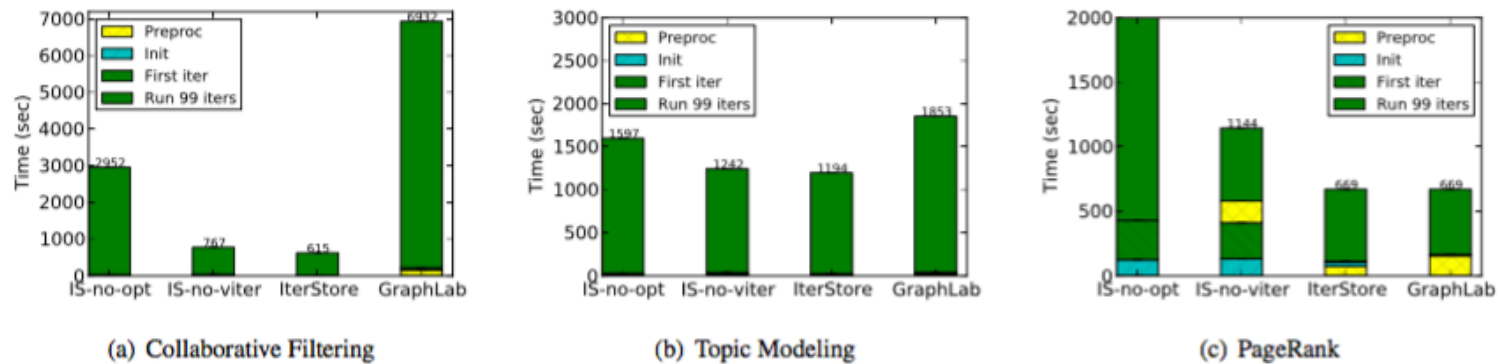 7000
6000
5000
4000
3000
2000
1000
0
Time (sec)
Preproc
Init
First iter
Run 99 iters
2952
767
615
6932
IS-no-opt IS-no-viter IterStore GraphLab
(a) Collaborative Filtering
3000
2500
2000
1500
1000
500
0
Time (sec)
Preproc
Init
First iter
Run 99 iters
1597
1242
1194
1853
IS-no-opt IS-no-viter IterStore GraphLab
(b) Topic Modeling
2000
1500
1000
500
0
Time (sec)
Preproc
Init
First iter
Run 99 iters
1144
669
669
IS-no-opt IS-no-viter IterStore GraphLab
(c) PageRank